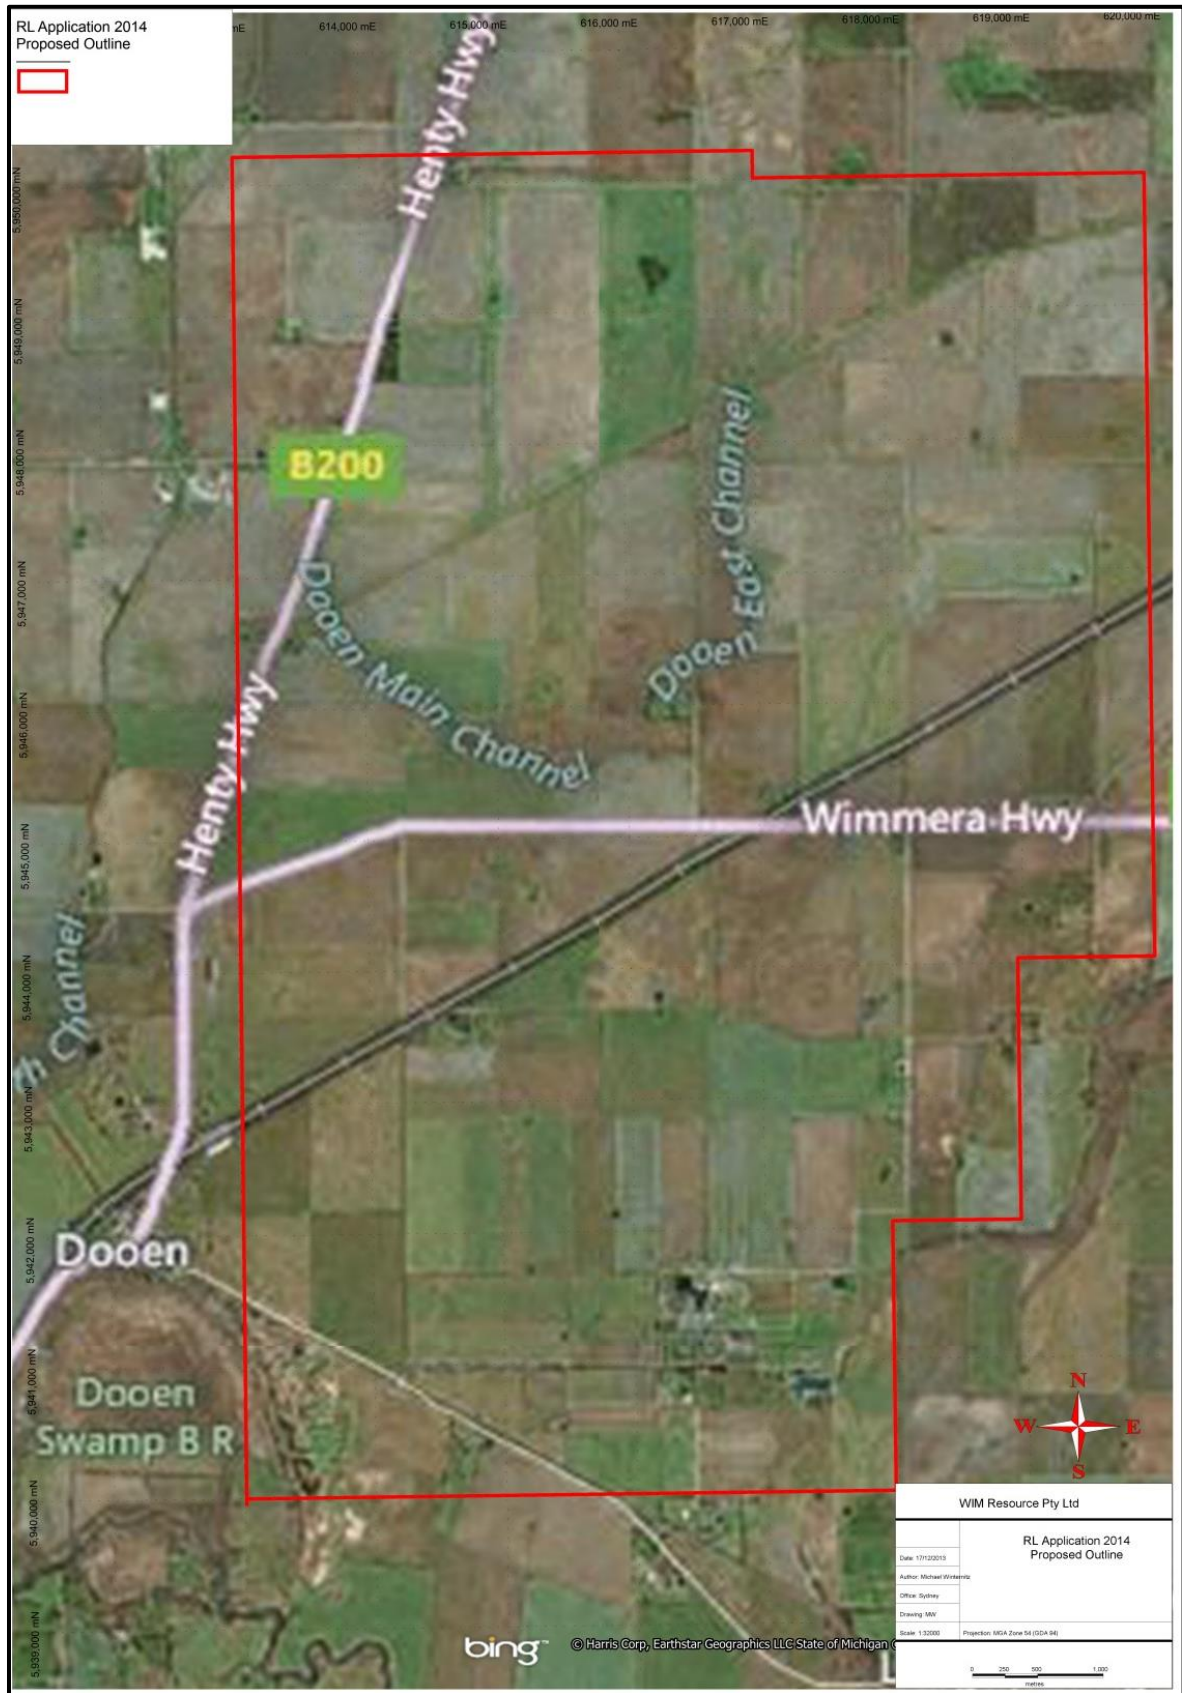 RL Application 2014
Proposed Outline
mE
614,000 mE
615,000 mE
616,000 mE
617,000 mE
618,000 mE
619,000 mE
620,000 mE
5,950,000 mN
5,949,000 mN
5,948,000 mN
5,947,000 mN
5,946,000 mN
5,945,000 mN
5,944,000 mN
5,943,000 mN
5,942,000 mN
5,941,000 mN
5,940,000 mN
5,939,000 mN
Henty Hwy
B200
Dooen East Channel
Dooen Main Channel
Henty Hwy
Wimmera Hwy
Channel
Dooen
Dooen
Swamp B R
N
W E
S
WIM Resource Pty Ltd
RL Application 2014
Proposed Outline
Date: 17/12/2013
Author: Michael Winternitz
Office: Sydney
Drawing: MW
Scale: 1:32000
Projection: MGA Zone 54 (GDA 94)
0 250 500 1,000
metres
bing™
© Harris Corp, Earthstar Geographics LLC State of Michigan ©